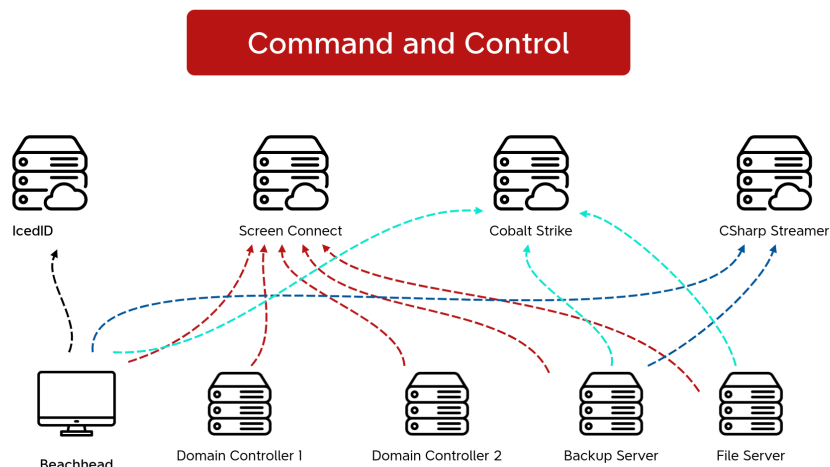 Command and Control
IcedID
Screen Connect
Cobalt Strike
CSharp Streamer
Domain Controller 1
Domain Controller 2
Backup Server
File Server
Beachhead